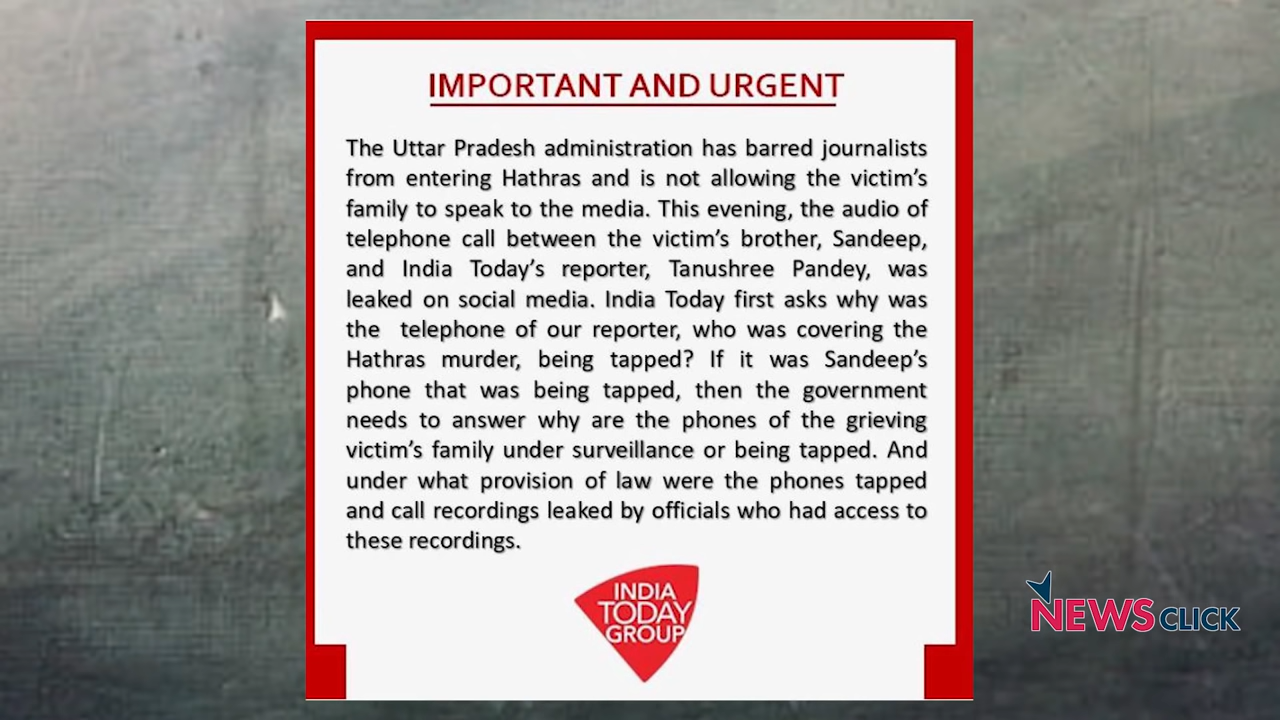 IMPORTANT AND URGENT
The Uttar Pradesh administration has barred journalists
from entering Hathras and is not allowing the victim's
family to speak to the media. This evening, the audio of
telephone call between the victim's brother, Sandeep,
and India Today's reporter, Tanushree Pandey, was
leaked on social media. India Today first asks why was
the telephone of our reporter, who was covering the
Hathras murder, being tapped? If it was Sandeep's
phone that was being tapped, then the government
needs to answer why are the phones of the grieving
victim's family under surveillance or being tapped. And
under what provision of law were the phones tapped
and call recordings leaked by officials who had access to
these recordings.
INDIA
TODAY
GROUP
NEWSCLICK